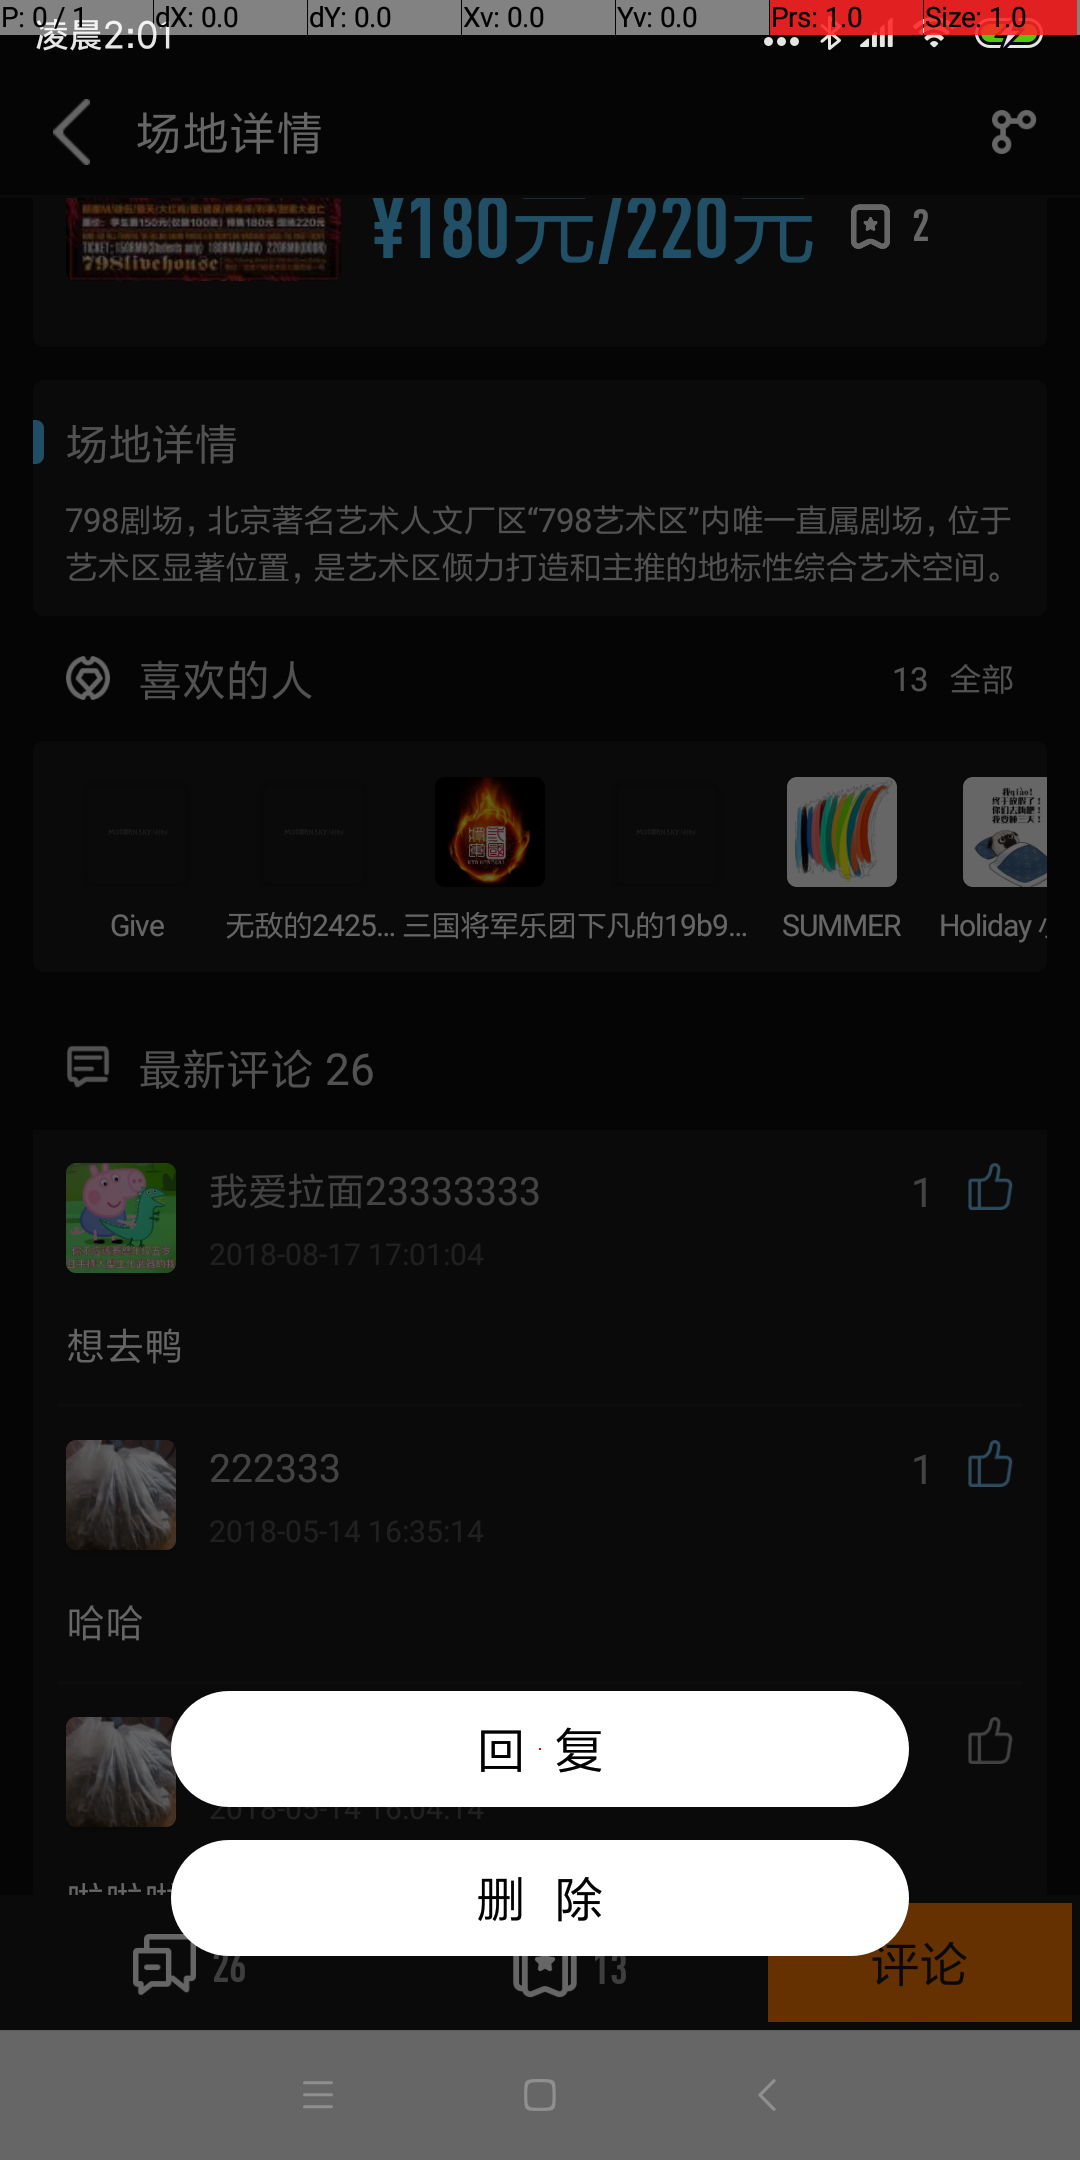 P: 0 / 1 dX: 0.0 dY: 0.0 Xv: 0.0 Yv: 0.0 Prs: 1.0 Size: 1.0
凌晨2:01
场地详情
798livehouse
¥180元/220元 2
场地详情
798剧场，北京著名艺术人文厂区“798艺术区”内唯一直属剧场，位于
艺术区显著位置，是艺术区倾力打造和主推的地标性综合艺术空间。
喜欢的人 13 全部
Give 无敌的2425... 三国将军乐团 下凡的19b9... SUMMER Holiday
最新评论 26
我爱拉面23333333 1
2018-08-17 17:01:04
想去鸭
222333 1
2018-05-14 16:35:14
哈哈
回 复
2018-05-14 16:04:14
删 除
26 13 评论